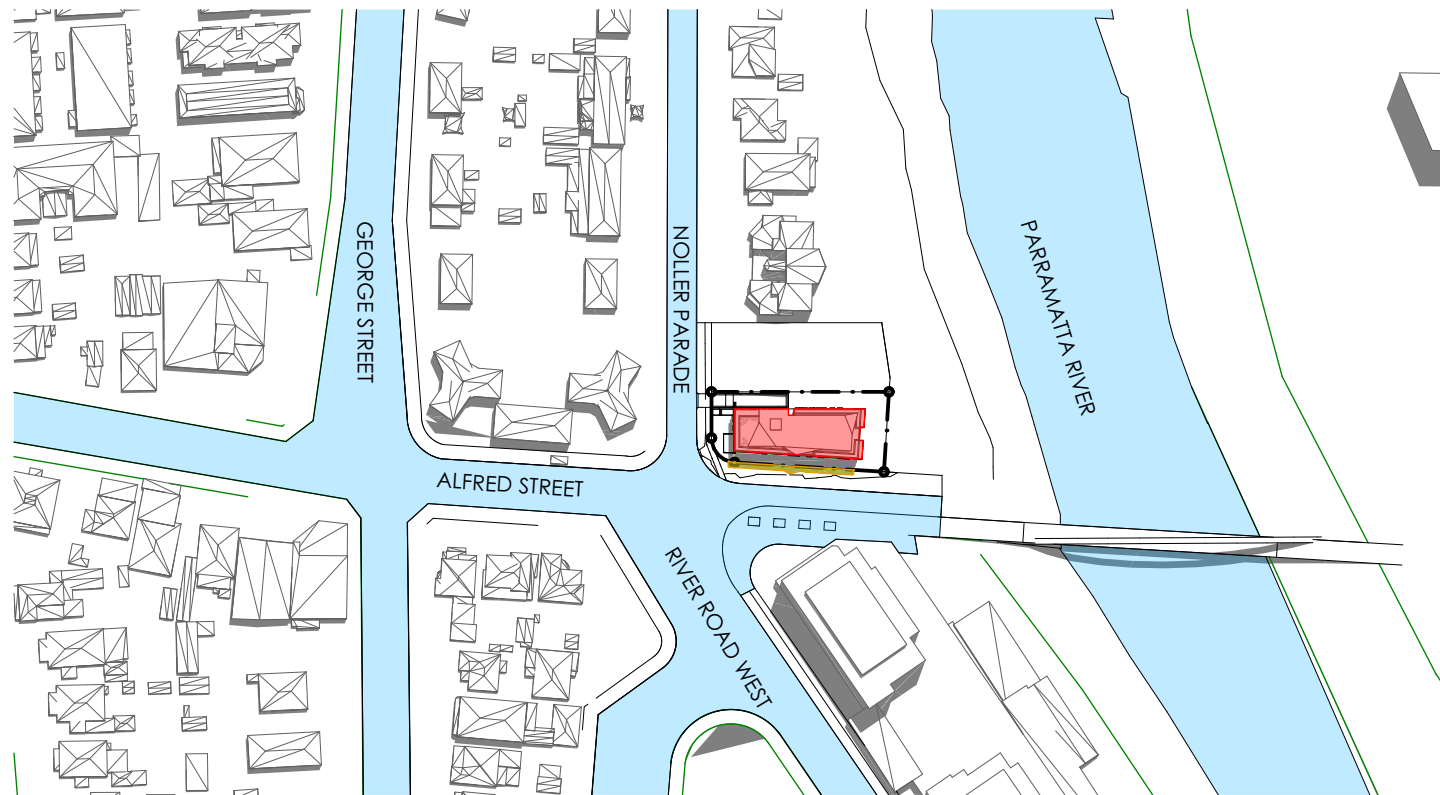 GEORGE STREET
NOLLER PARADE
PARRAMATTA RIVER
ALFRED STREET
RIVER ROAD WEST